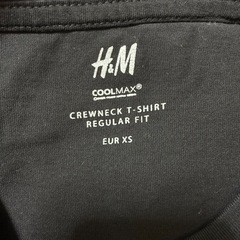 H&M
COOLMAX®
CREWNECK T-SHIRT
REGULAR FIT
EUR XS